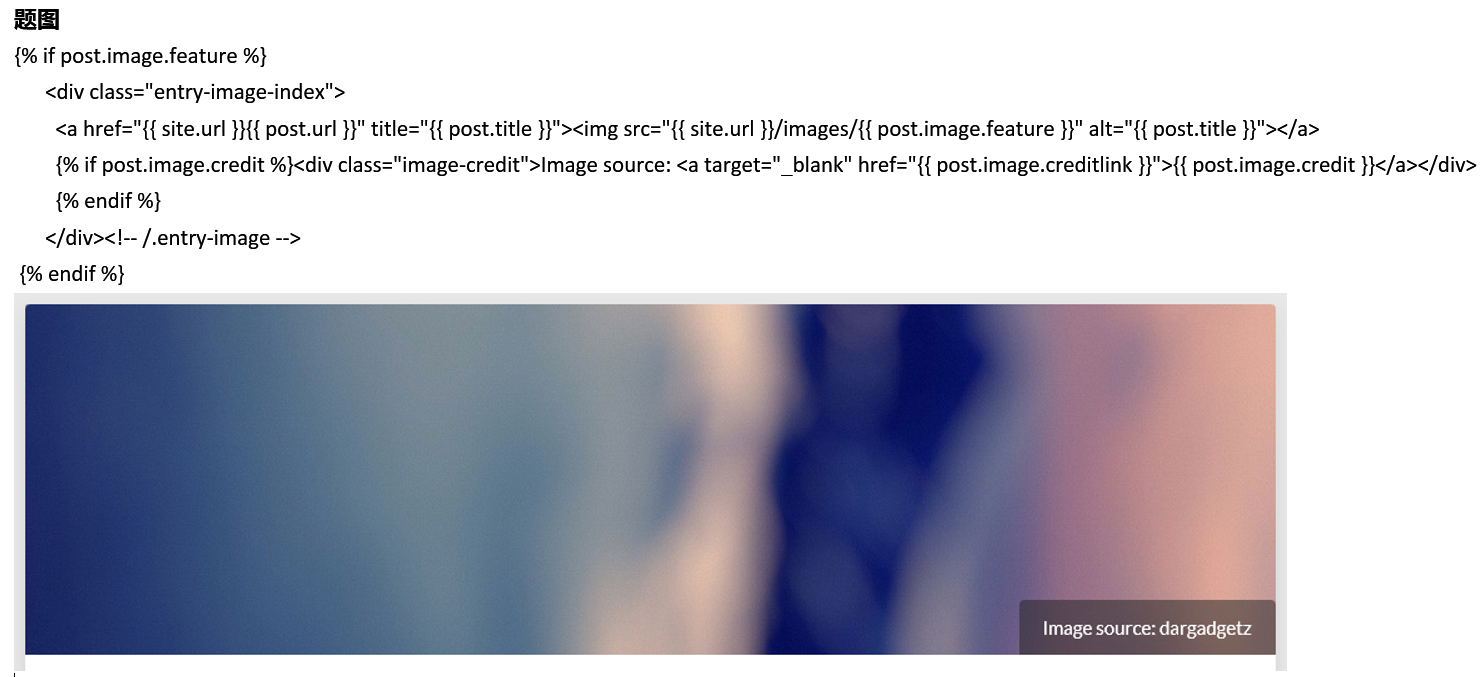 题图
{% if post.image.feature %}
<div class="entry-image-index">
<a href="{{ site.url }}{{ post.url }}" title="{{ post.title }}"><img src="{{ site.url }}/images/{{ post.image.feature }}" alt="{{ post.title }}"></a>
{% if post.image.credit %}<div class="image-credit">Image source: <a target="_blank" href="{{ post.image.creditlink }}">{{ post.image.credit }}</a></div>
{% endif %}
</div><!-- /.entry-image -->
{% endif %}
Image source: dargadgetz